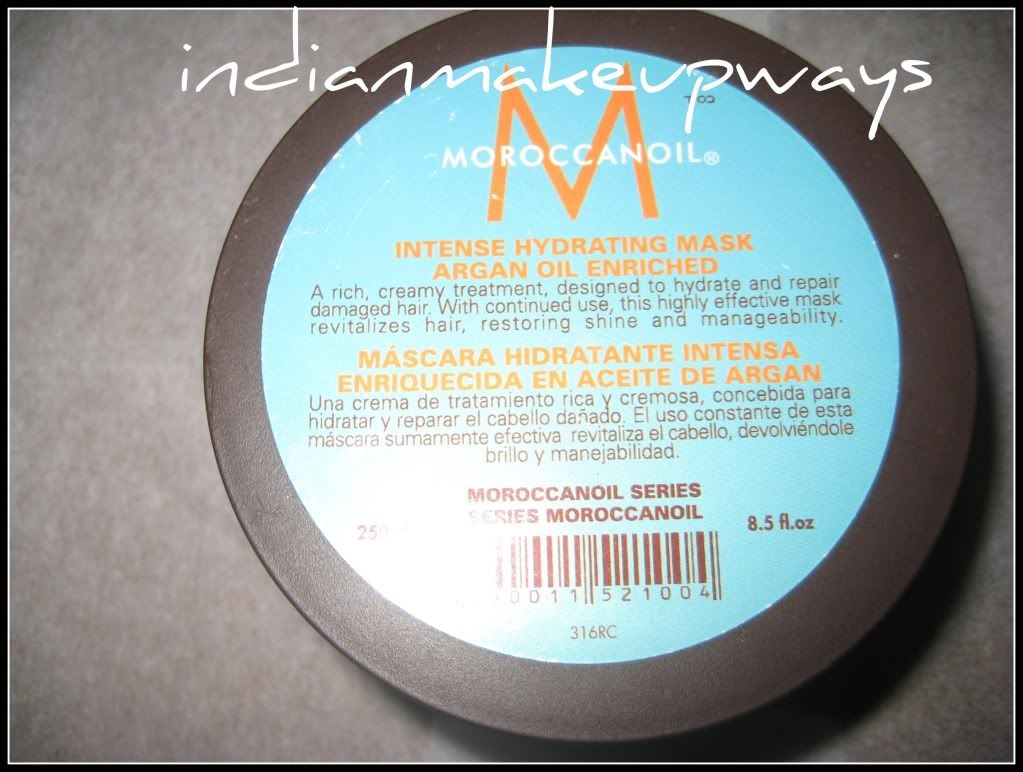 indianmakeupways
M
MOROCCANOIL®
INTENSE HYDRATING MASK
ARGAN OIL ENRICHED
A rich, creamy treatment, designed to hydrate and repair
damaged hair. With continued use, this highly effective mask
revitalizes hair, restoring shine and manageability.
MÁSCARA HIDRATANTE INTENSA
ENRIQUECIDA EN ACEITE DE ARGAN
Una crema de tratamiento rica y cremosa, concebida para
hidratar y reparar el cabello dañado. El uso constante de esta
máscara sumamente efectiva revitaliza el cabello, devolviéndole
brillo y manejabilidad.
MOROCCANOIL SERIES
SERIES MOROCCANOIL
8.5 fl.oz
0011 521004
316RC